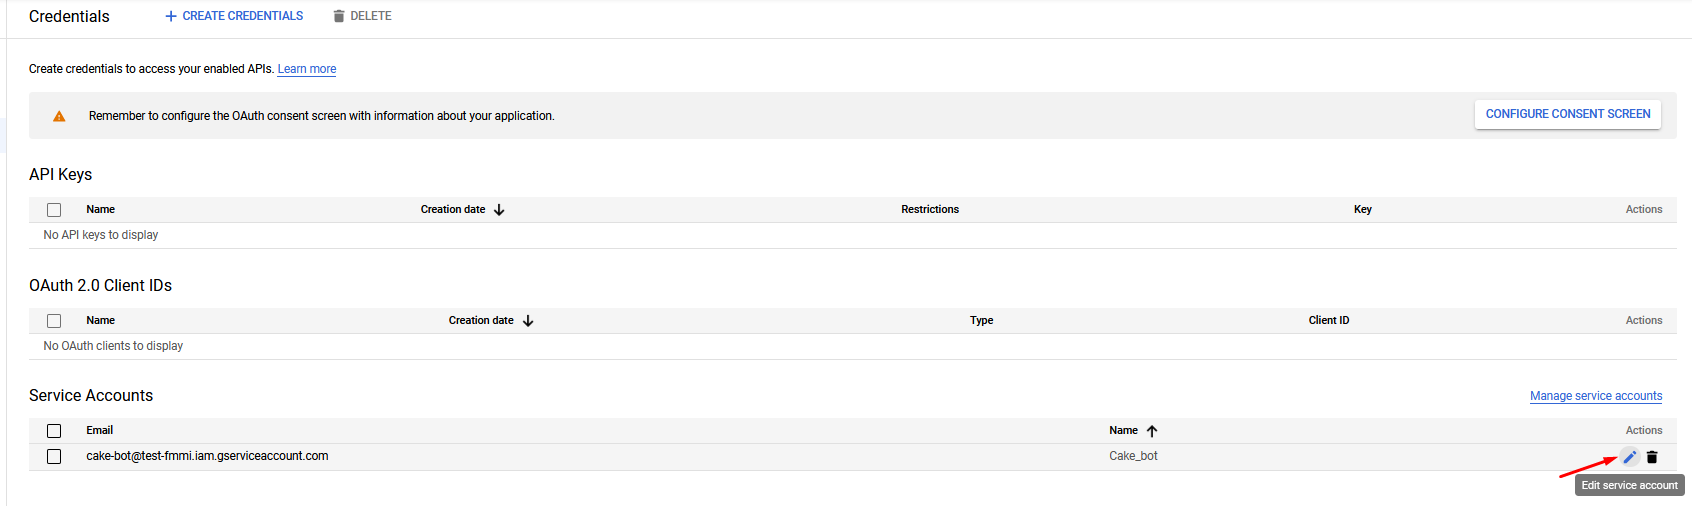 Credentials CREATE CREDENTIALS DELETE
Create credentials to access your enabled APIs. Learn more
Remember to configure the OAuth consent screen with information about your application. CONFIGURE CONSENT SCREEN
API Keys
Name Creation date Restrictions Key Actions
No API keys to display
OAuth 2.0 Client IDs
Name Creation date Type Client ID Actions
No OAuth clients to display
Service Accounts Manage service accounts
Email Name Actions
cake-bot@test-fmmi.iam.gserviceaccount.com Cake_bot
Edit service account